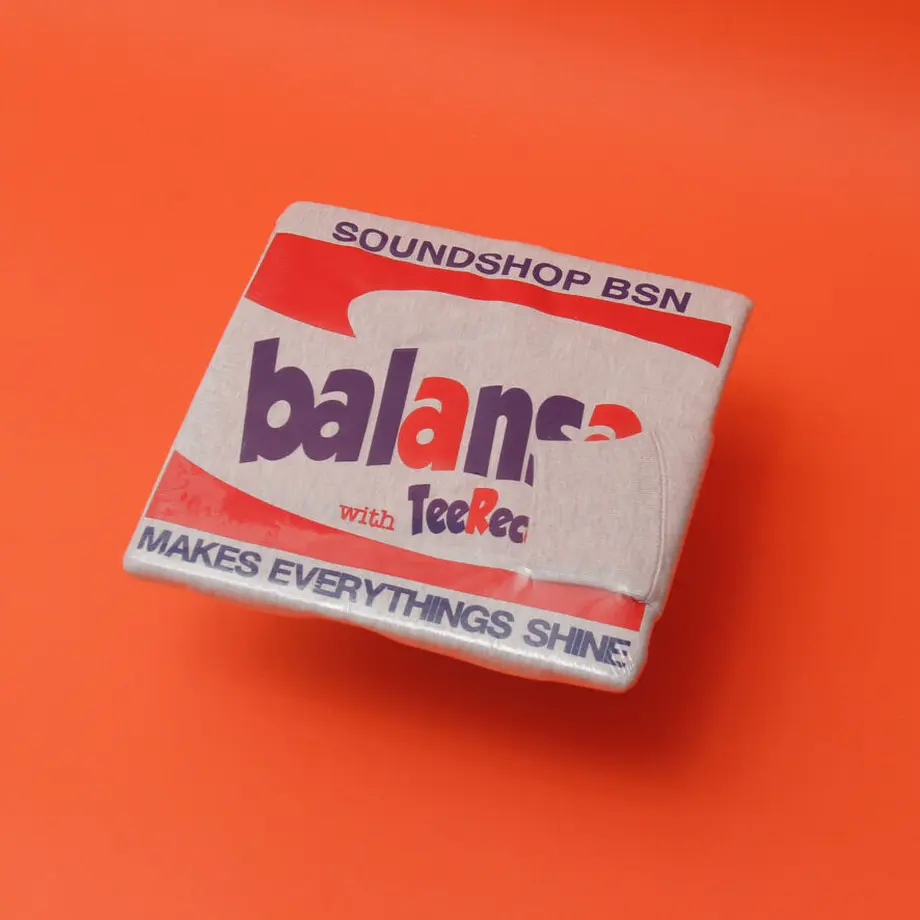 SOUNDSHOP BSN
balansa
with TeeRec
MAKES EVERYTHINGS SHINE